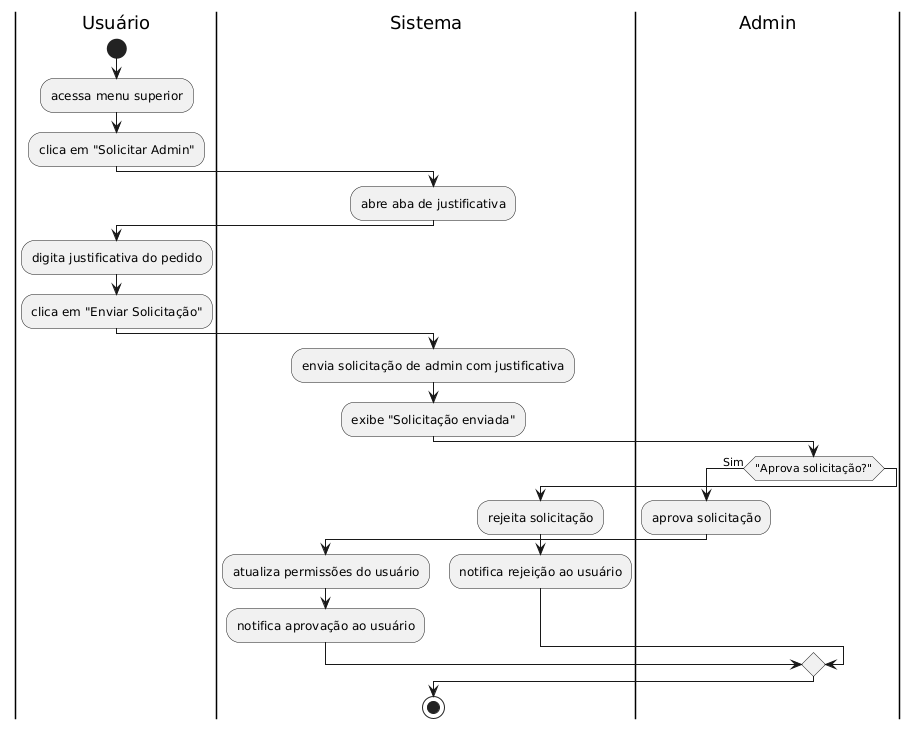 Usuário
Sistema
Admin
acessa menu superior
clica em "Solicitar Admin"
abre aba de justificativa
digita justificativa do pedido
clica em "Enviar Solicitação"
envia solicitação de admin com justificativa
exibe "Solicitação enviada"
Sim
"Aprova solicitação?"
rejeita solicitação
aprova solicitação
atualiza permissões do usuário
notifica rejeição ao usuário
notifica aprovação ao usuário